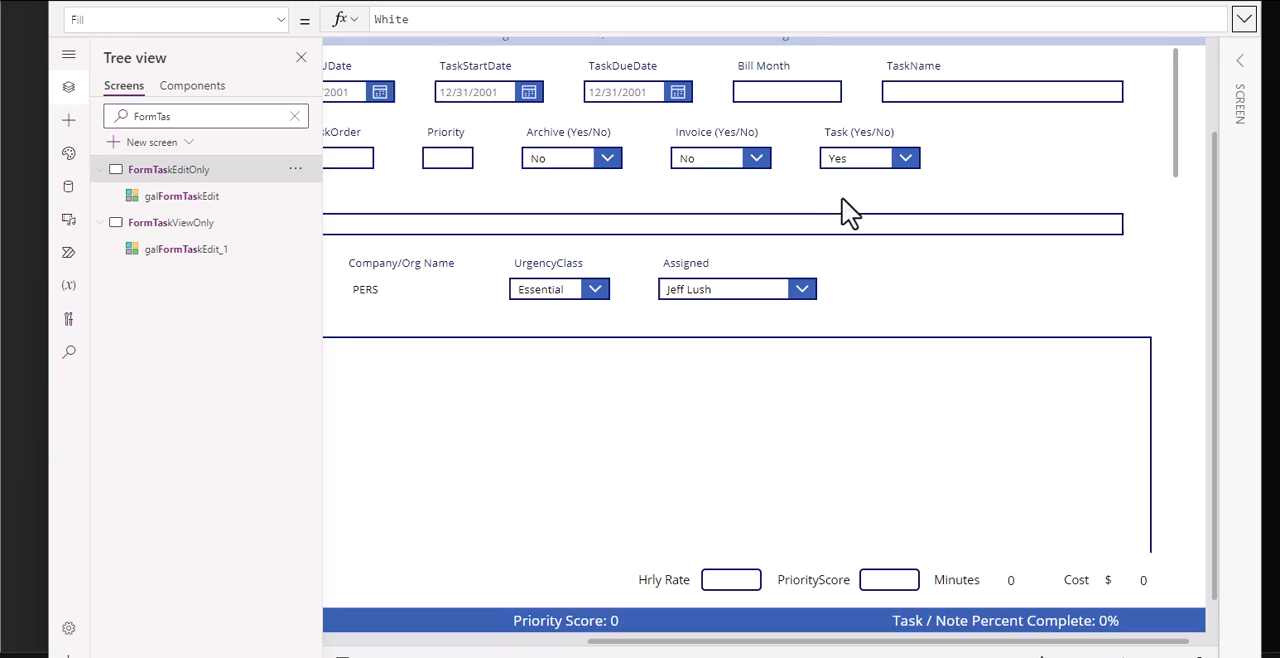 Fill = fx White
Tree view
Screens Components
FormTas
New screen
FormTaskEditOnly ...
galFormTaskEdit
FormTaskViewOnly
galFormTaskEdit_1
TaskStartDate TaskDueDate Bill Month TaskName
/2001 12/31/2001 12/31/2001
Priority Archive (Yes/No) Invoice (Yes/No) Task (Yes/No)
No No Yes
Company/Org Name UrgencyClass Assigned
PERS Essential Jeff Lush
Hrly Rate PriorityScore Minutes 0 Cost $ 0
Priority Score: 0 Task / Note Percent Complete: 0%
SCREEN